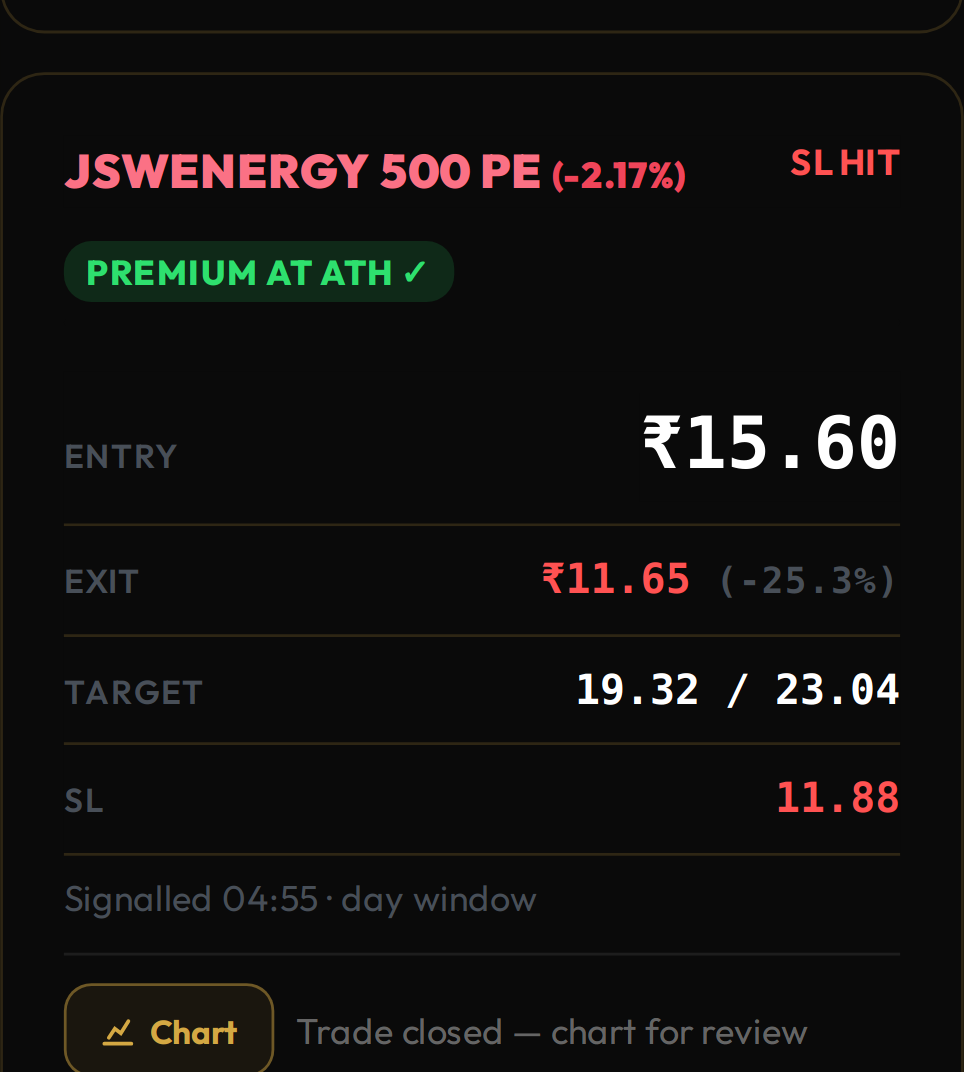 JSWENERGY 500 PE (-2.17%) SL HIT
PREMIUM AT ATH ✓
ENTRY ₹15.60
EXIT ₹11.65 (-25.3%)
TARGET 19.32 / 23.04
SL 11.88
Signalled 04:55 · day window
Chart Trade closed — chart for review